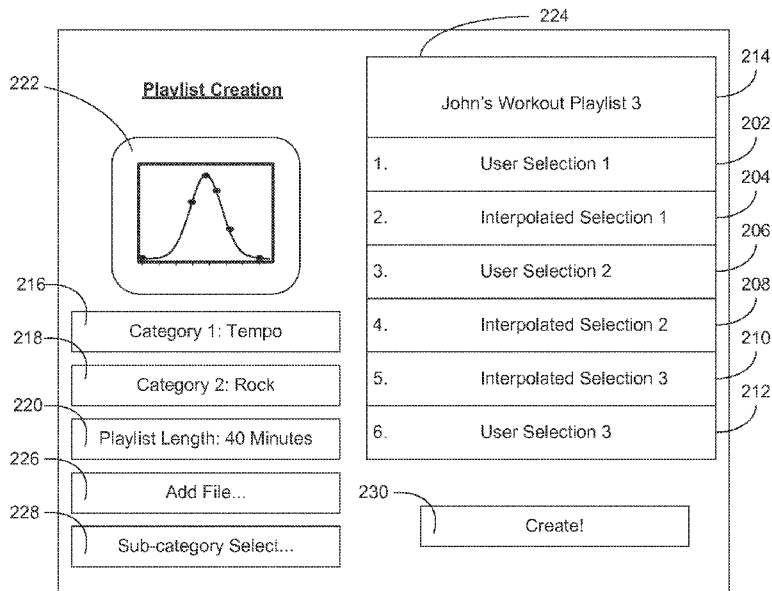 224
214
222
Playlist Creation
John's Workout Playlist 3
202
1. User Selection 1
204
2. Interpolated Selection 1
206
3. User Selection 2
208
216
Category 1: Tempo
4. Interpolated Selection 2
210
218
Category 2: Rock
5. Interpolated Selection 3
212
220
Playlist Length: 40 Minutes
6. User Selection 3
226
Add File...
230
Create!
228
Sub-category Select...